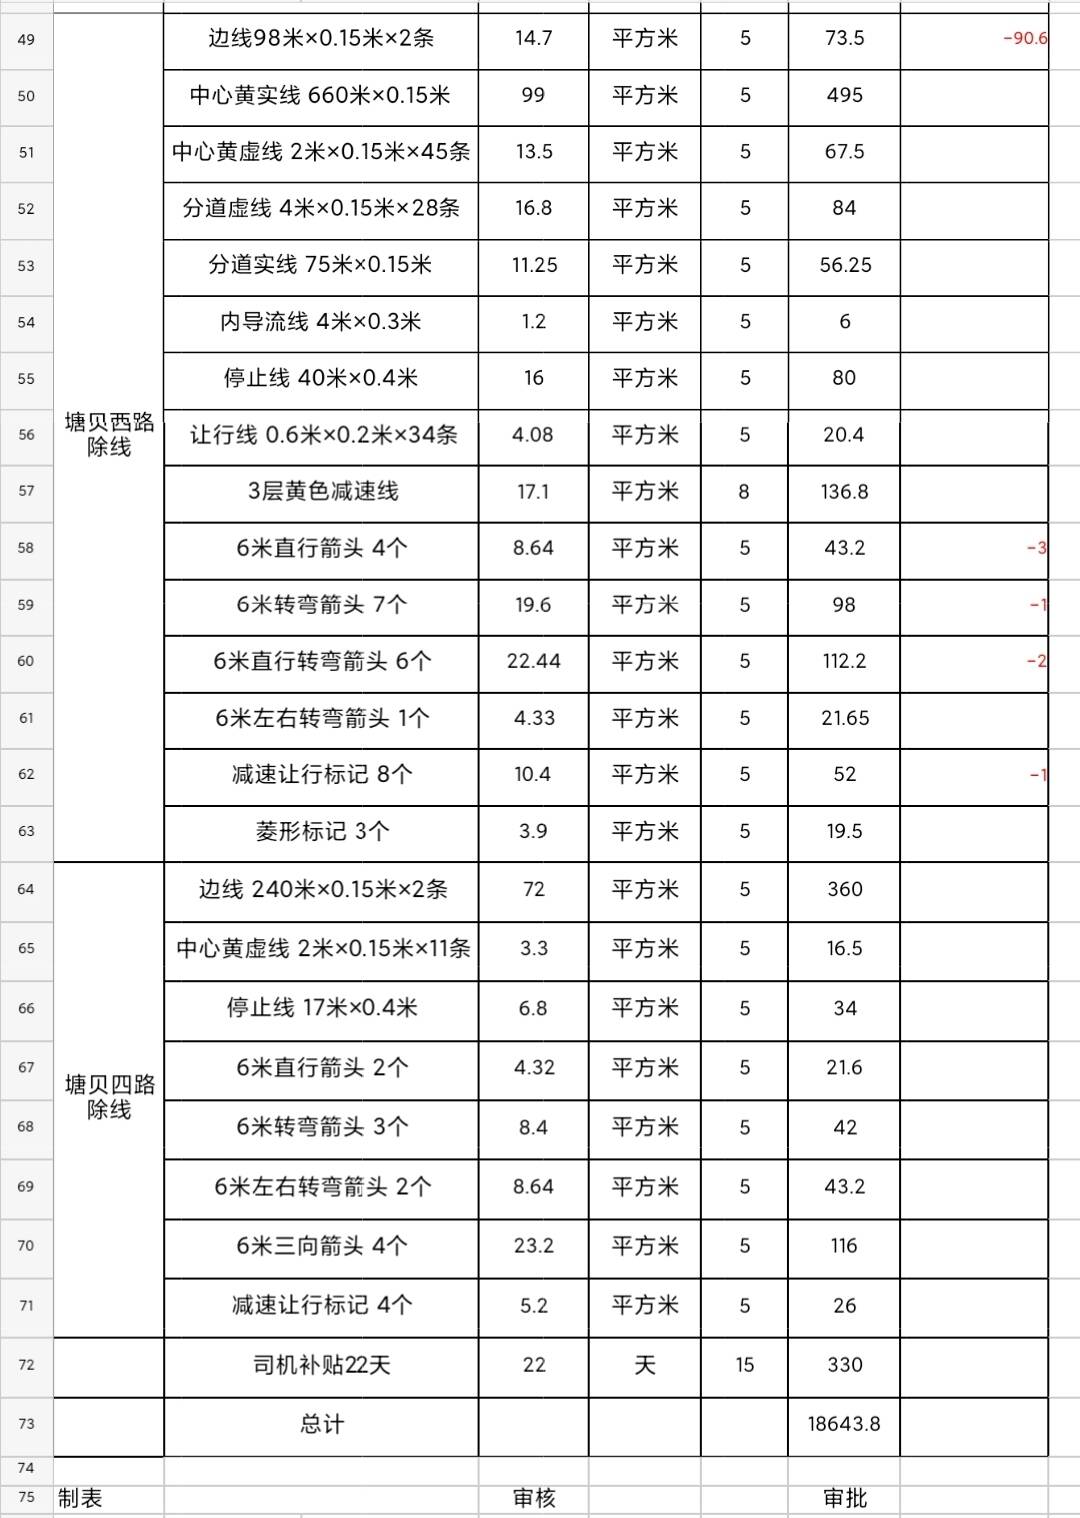 49 边线98米×0.15米×2条 14.7 平方米 5 73.5 -90.6
50 中心黄实线 660米×0.15米 99 平方米 5 495
51 中心黄虚线 2米×0.15米×45条 13.5 平方米 5 67.5
52 分道虚线 4米×0.15米×28条 16.8 平方米 5 84
53 分道实线 75米×0.15米 11.25 平方米 5 56.25
54 内导流线 4米×0.3米 1.2 平方米 5 6
55 停止线 40米×0.4米 16 平方米 5 80
塘贝西路
除线
56 让行线 0.6米×0.2米×34条 4.08 平方米 5 20.4
57 3层黄色减速线 17.1 平方米 8 136.8
58 6米直行箭头 4个 8.64 平方米 5 43.2 -3
59 6米转弯箭头 7个 19.6 平方米 5 98 -1
60 6米直行转弯箭头 6个 22.44 平方米 5 112.2 -2
61 6米左右转弯箭头 1个 4.33 平方米 5 21.65
62 减速让行标记 8个 10.4 平方米 5 52 -1
63 菱形标记 3个 3.9 平方米 5 19.5
64 边线 240米×0.15米×2条 72 平方米 5 360
65 中心黄虚线 2米×0.15米×11条 3.3 平方米 5 16.5
66 停止线 17米×0.4米 6.8 平方米 5 34
67 6米直行箭头 2个 4.32 平方米 5 21.6
塘贝四路
除线
68 6米转弯箭头 3个 8.4 平方米 5 42
69 6米左右转弯箭头 2个 8.64 平方米 5 43.2
70 6米三向箭头 4个 23.2 平方米 5 116
71 减速让行标记 4个 5.2 平方米 5 26
72 司机补贴22天 22 天 15 330
73 总计 18643.8
74
75 制表 审核 审批